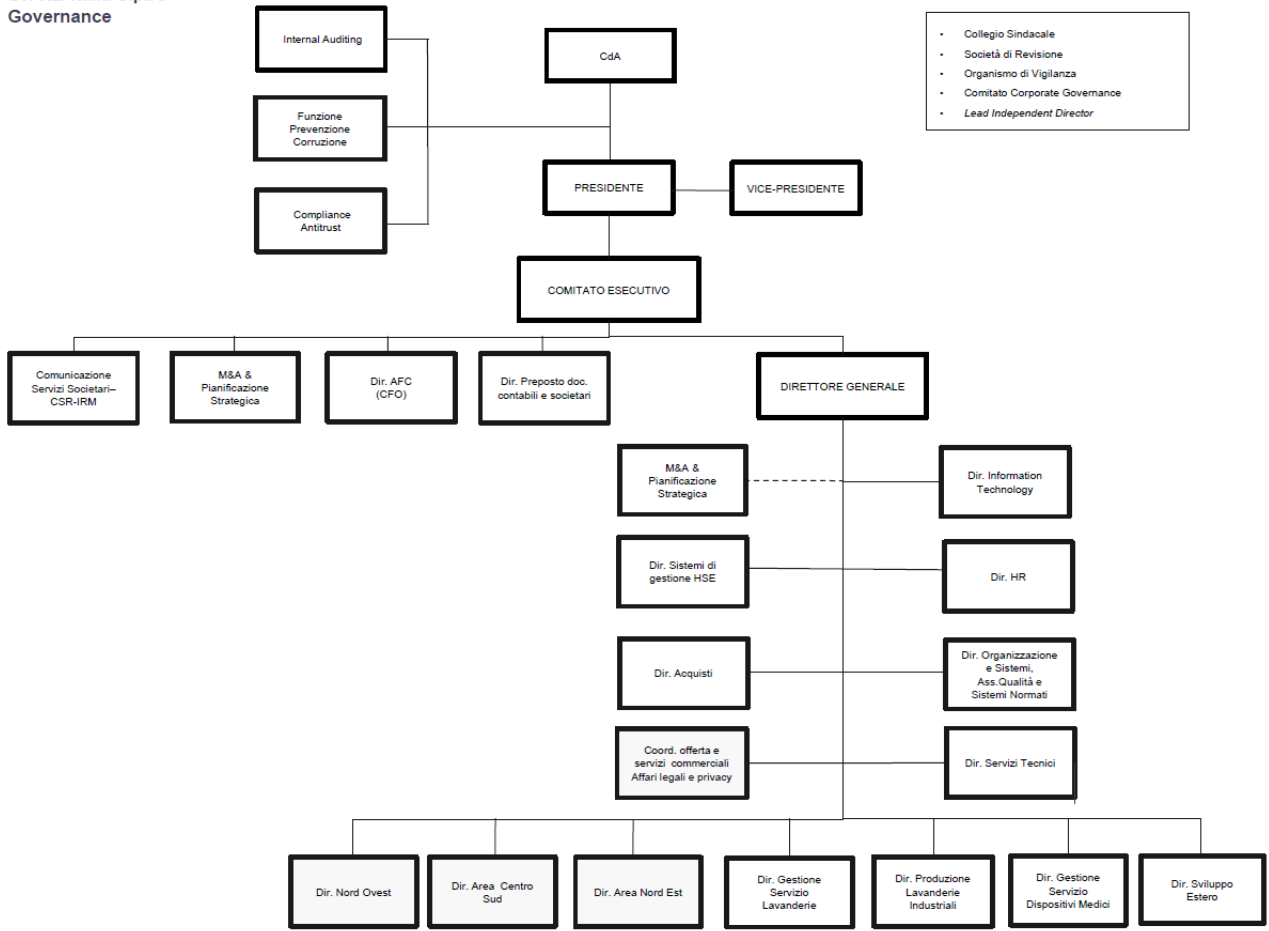 Governance
Internal Auditing
CdA
• Collegio Sindacale
• Società di Revisione
• Organismo di Vigilanza
• Comitato Corporate Governance
• Lead Independent Director
Funzione
Prevenzione
Corruzione
PRESIDENTE
VICE-PRESIDENTE
Compliance
Antitrust
COMITATO ESECUTIVO
Comunicazione
Servizi Societari–
CSR-IRM
M&A &
Pianificazione
Strategica
Dir. AFC
(CFO)
Dir. Preposto doc.
contabili e societari
DIRETTORE GENERALE
M&A &
Pianificazione
Strategica
Dir. Information
Technology
Dir. Sistemi di
gestione HSE
Dir. HR
Dir. Acquisti
Dir. Organizzazione
e Sistemi,
Ass.Qualità e
Sistemi Normati
Coord. offerta e
servizi commerciali
Affari legali e privacy
Dir. Servizi Tecnici
Dir. Nord Ovest
Dir. Area Centro
Sud
Dir. Area Nord Est
Dir. Gestione
Servizio
Lavanderie
Dir. Produzione
Lavanderie
Industriali
Dir. Gestione
Servizio
Dispositivi Medici
Dir. Sviluppo
Estero